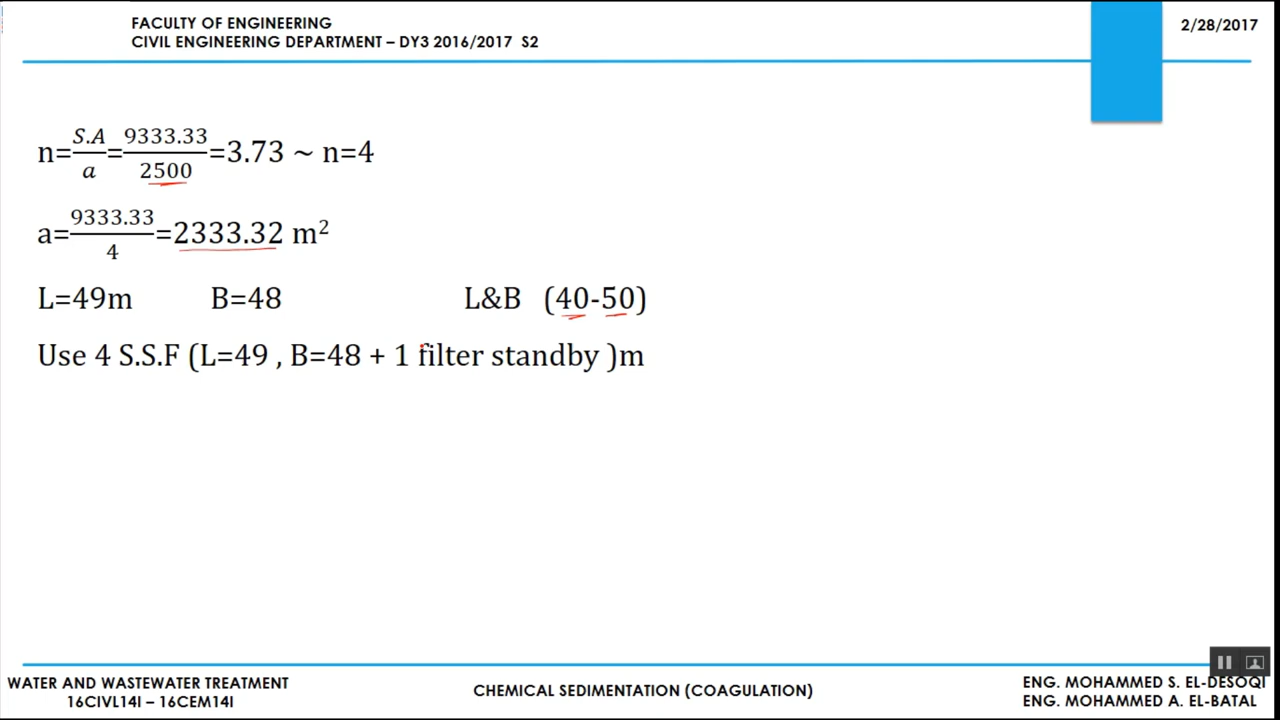 FACULTY OF ENGINEERING
CIVIL ENGINEERING DEPARTMENT – DY3 2016/2017 S2
2/28/2017
n=S.A/a=9333.33/2500=3.73 ~ n=4
a=9333.33/4=2333.32 m²
L=49m B=48 L&B (40-50)
Use 4 S.S.F (L=49 , B=48 + 1 filter standby )m
WATER AND WASTEWATER TREATMENT
16CIVL14I – 16CEM14I
CHEMICAL SEDIMENTATION (COAGULATION)
ENG. MOHAMMED S. EL-DESOQI
ENG. MOHAMMED A. EL-BATAL